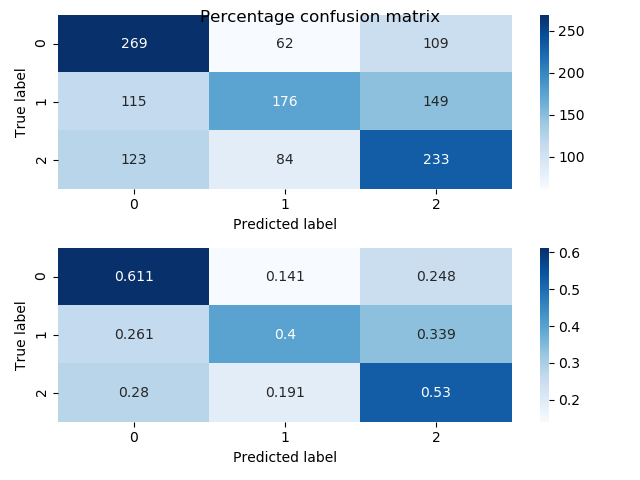 Percentage confusion matrix
True label
0 269 62 109
1 115 176 149
2 123 84 233
0 1 2
Predicted label
250
200
150
100
True label
0 0.611 0.141 0.248
1 0.261 0.4 0.339
2 0.28 0.191 0.53
0 1 2
Predicted label
0.6
0.5
0.4
0.3
0.2